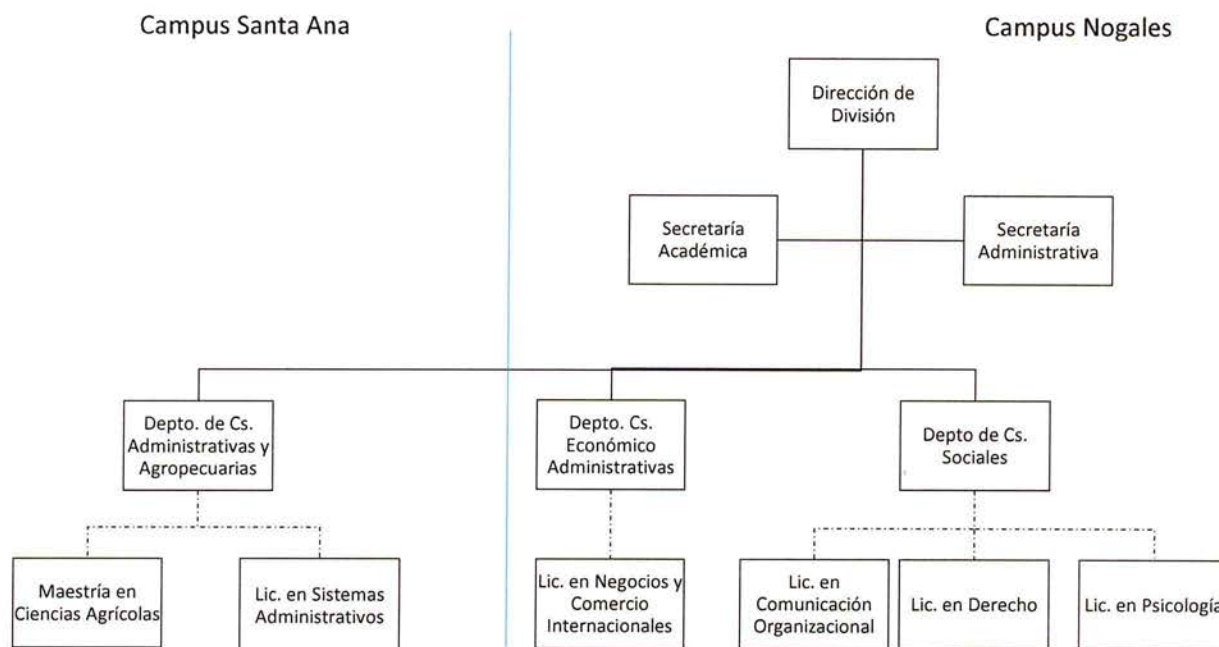 Campus Santa Ana
Campus Nogales
Dirección de
División
Secretaría
Académica
Secretaría
Administrativa
Depto. de Cs.
Administrativas y
Agropecuarias
Depto. Cs.
Económico
Administrativas
Depto de Cs.
Sociales
Maestría en
Ciencias Agrícolas
Lic. en Sistemas
Administrativos
Lic. en Negocios y
Comercio
Internacionales
Lic. en
Comunicación
Organizacional
Lic. en Derecho
Lic. en Psicología